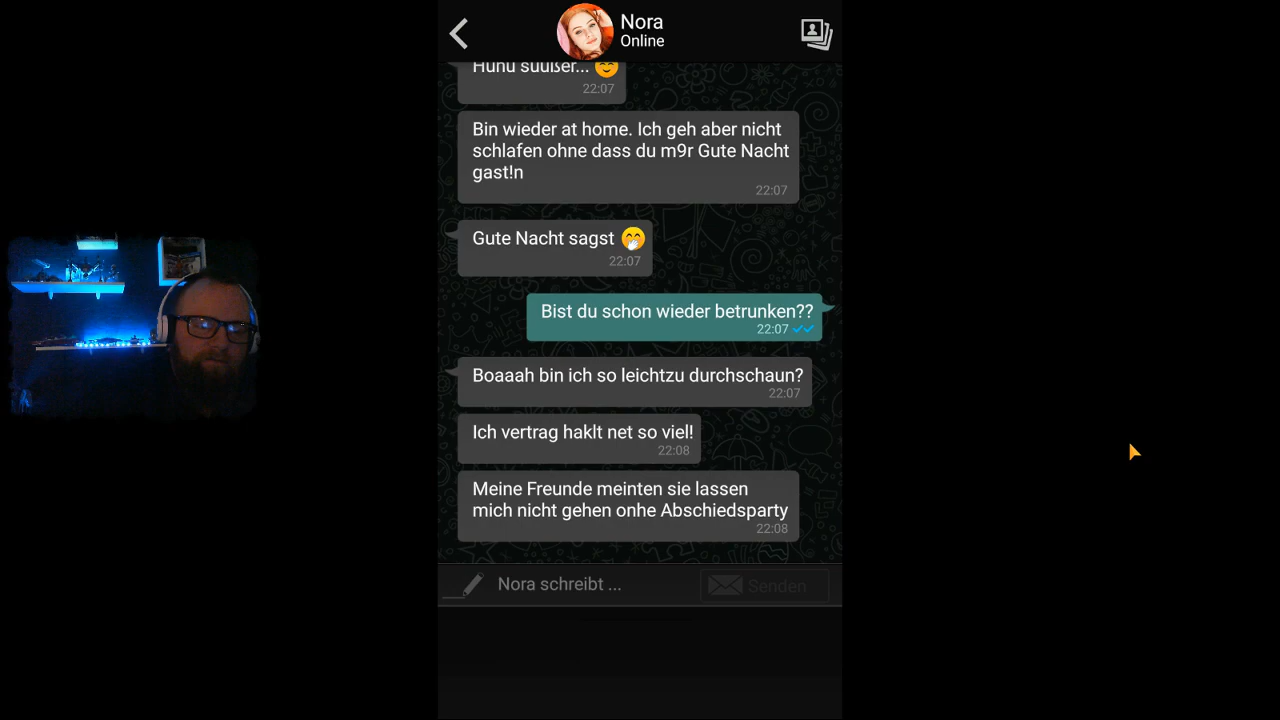 Nora
Online
Huhu süüßer... 😊
22:07
Bin wieder at home. Ich geh aber nicht
schlafen ohne dass du m9r Gute Nacht
gast!n
22:07
Gute Nacht sagst 🤭
22:07
Bist du schon wieder betrunken??
22:07
Boaaah bin ich so leichtzu durchschaun?
22:07
Ich vertrag haklt net so viel!
22:08
Meine Freunde meinten sie lassen
mich nicht gehen onhe Abschiedsparty
22:08
Nora schreibt ...
Senden